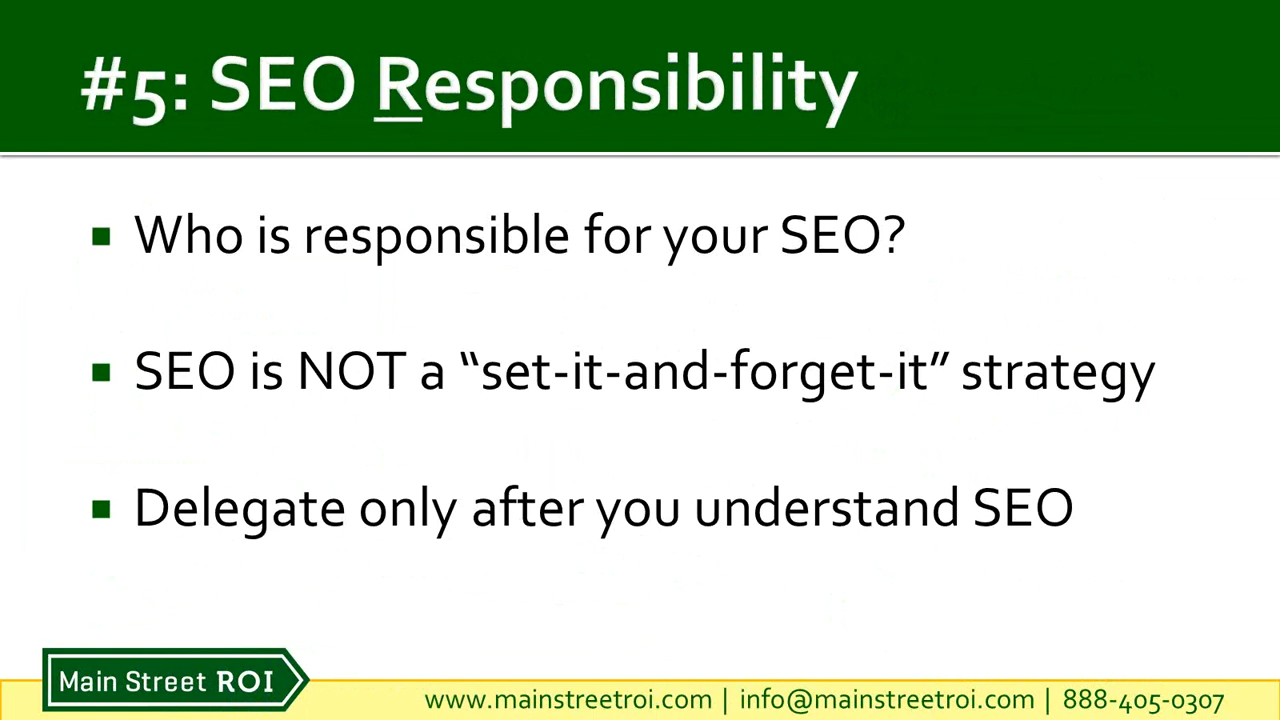 #5: SEO Responsibility
Who is responsible for your SEO?
SEO is NOT a “set-it-and-forget-it” strategy
Delegate only after you understand SEO
Main Street ROI
www.mainstreetroi.com | info@mainstreetroi.com | 888-405-0307